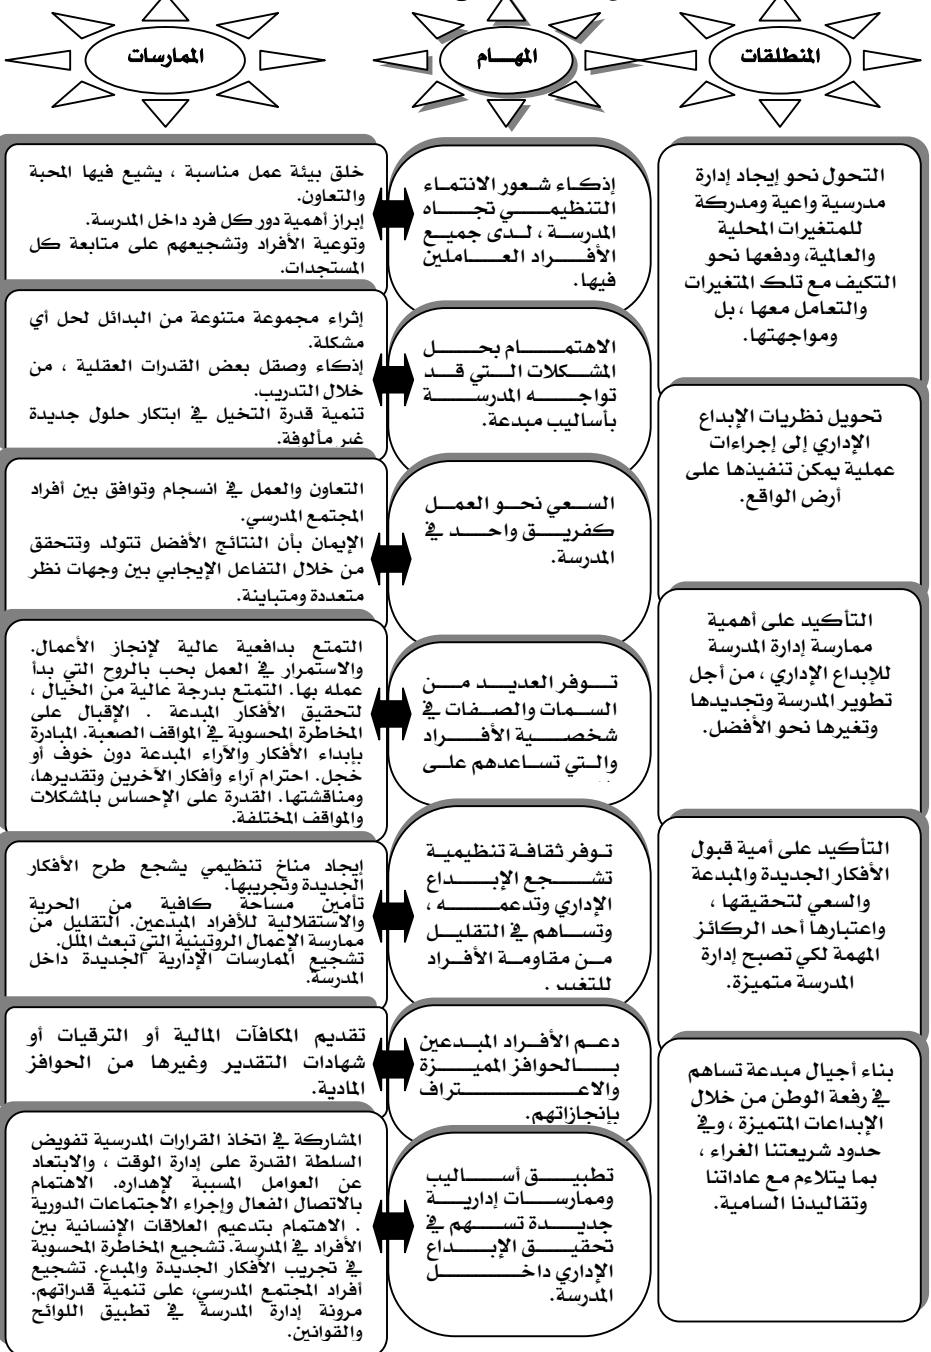 المنطلقات
المهـــام
الممارسات
التحول نحو إيجاد إدارة
مدرسية واعية ومدركة
للمتغيرات المحلية
والعالمية، ودفعها نحو
التكيف مع تلك المتغيرات
والتعامل معها ، بل
ومواجهتها.
تحويل نظريات الإبداع
الإداري إلى إجراءات
عملية يمكن تنفيذها على
أرض الواقع.
التأكيد على أهمية
ممارسة إدارة المدرسة
للإبداع الإداري ، من أجل
تطوير المدرسة وتجديدها
وتغيرها نحو الأفضل.
التأكيد على أمية قبول
الأفكار الجديدة والمبدعة
والسعي لتحقيقها ،
واعتبارها أحد الركائز
المهمة لكي تصبح إدارة
المدرسة متميزة.
بناء أجيال مبدعة تساهم
في رفعة الوطن من خلال
الإبداعات المتميزة ، وفي
حدود شريعتنا الغراء ،
بما يتلاءم مع عاداتنا
وتقاليدنا السامية.
إذكاء شعور الانتماء
التنظيمي تجاه
المدرسة ، لدى جميع
الأفراد العاملين
فيها.
الاهتمام بحل
المشكلات التي قد
تواجه المدرسة
بأساليب مبدعة.
السعي نحو العمل
كفريق واحد في
المدرسة.
توفر العديد من
السمات والصفات في
شخصية الأفراد
والتي تساعدهم على
توفر ثقافة تنظيمية
تشجع الإبداع
الإداري وتدعمه ،
وتساهم في التقليل
من مقاومة الأفراد
للتغيير .
دعم الأفراد المبدعين
بالحوافز المميزة
والاعتراف
بإنجازاتهم.
تطبيق أساليب
وممارسات إدارية
جديدة تسهم في
تحقيق الإبداع
الإداري داخل
المدرسة.
خلق بيئة عمل مناسبة ، يشيع فيها المحبة
والتعاون.
إبراز أهمية دور كل فرد داخل المدرسة.
وتوعية الأفراد وتشجيعهم على متابعة كل
المستجدات.
إثراء مجموعة متنوعة من البدائل لحل أي
مشكلة.
إذكاء وصقل بعض القدرات العقلية ، من
خلال التدريب.
تنمية قدرة التخيل في ابتكار حلول جديدة
غير مألوفة.
التعاون والعمل في انسجام وتوافق بين أفراد
المجتمع المدرسي.
الإيمان بأن النتائج الأفضل تتولد وتتحقق
من خلال التفاعل الإيجابي بين وجهات نظر
متعددة ومتباينة.
التمتع بدافعية عالية لإنجاز الأعمال.
والاستمرار في العمل بحب بالروح التي بدأ
عمله بها. التمتع بدرجة عالية من الخيال ،
لتحقيق الأفكار المبدعة . الإقبال على
المخاطرة المحسوبة في المواقف الصعبة. المبادرة
بإبداء الأفكار والآراء المبدعة دون خوف أو
خجل. احترام آراء وأفكار الآخرين وتقديرها،
ومناقشتها. القدرة على الإحساس بالمشكلات
والمواقف المختلفة.
إيجاد مناخ تنظيمي يشجع طرح الأفكار
الجديدة وتجريبها.
تأمين مساحة كافية من الحرية
والاستقلالية للأفراد المبدعين. التقليل من
ممارسة الإعمال الروتينية التي تبعث الملل.
تشجيع الممارسات الإدارية الجديدة داخل
المدرسة.
تقديم المكافآت المالية أو الترقيات أو
شهادات التقدير وغيرها من الحوافز
المادية.
المشاركة في اتخاذ القرارات المدرسية تفويض
السلطة القدرة على إدارة الوقت ، والابتعاد
عن العوامل المسببة لإهداره. الاهتمام
بالاتصال الفعال وإجراء الاجتماعات الدورية
. الاهتمام بتدعيم العلاقات الإنسانية بين
الأفراد في المدرسة. تشجيع المخاطرة المحسوبة
في تجريب الأفكار الجديدة والمبدع. تشجيع
أفراد المجتمع المدرسي، على تنمية قدراتهم.
مرونة إدارة المدرسة في تطبيق اللوائح
والقوانين.